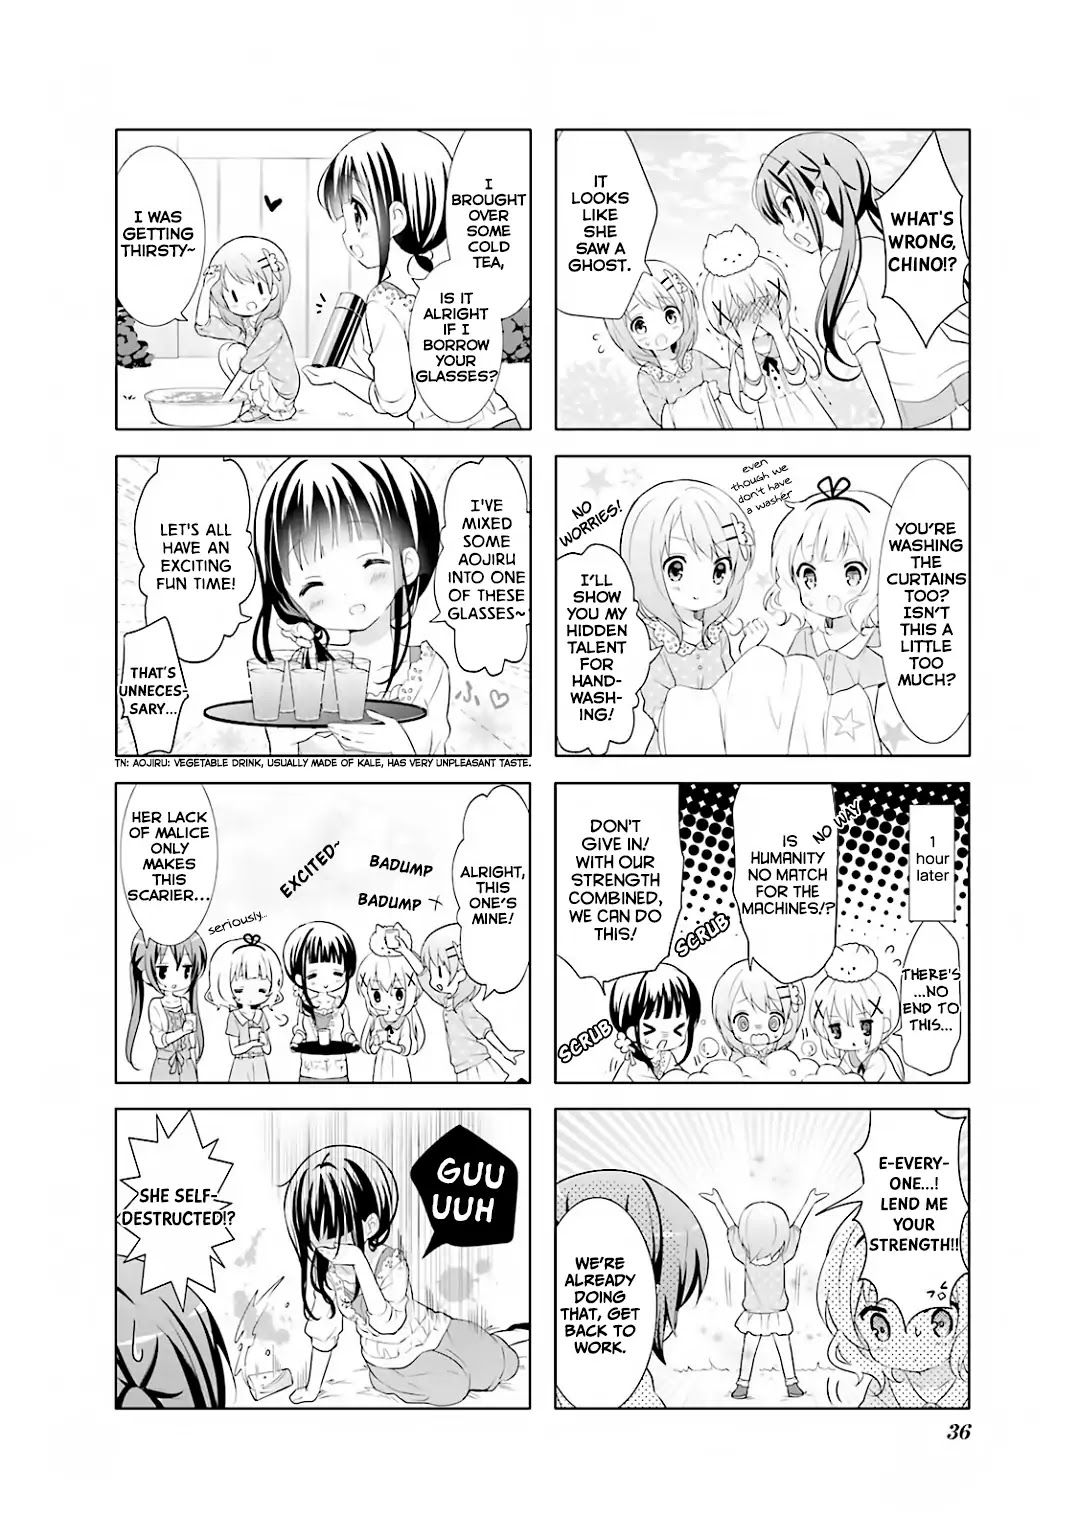 WHAT'S
WRONG,
CHINO!?
IT
LOOKS
LIKE
SHE
SAW A
GHOST.
YOU'RE
WASHING
THE
CURTAINS
TOO?
ISN'T
THIS A
LITTLE
TOO
MUCH?
even
though we
don't have
a washer
NO
WORRIES!
I'LL
SHOW
YOU MY
HIDDEN
TALENT
FOR
HAND-
WASH-
ING!
1
hour
later
NO WAY
IS
HUMANITY
NO MATCH
FOR THE
MACHINES!?
DON'T
GIVE IN!
WITH OUR
STRENGTH
COMBINED,
WE CAN DO
THIS!
THERE'S
...NO
END TO
THIS...
SCRUB
SCRUB
E-EVERY-
ONE...!
LEND ME
YOUR
STRENGTH!!
WE'RE
ALREADY
DOING
THAT, GET
BACK TO
WORK.
I
BROUGHT
OVER
SOME
COLD
TEA,
IS IT
ALRIGHT
IF I
BORROW
YOUR
GLASSES?
I WAS
GETTING
THIRSTY~
I'VE
MIXED
SOME
AOJIRU
INTO ONE
OF THESE
GLASSES~
LET'S ALL
HAVE AN
EXCITING
FUN TIME!
THAT'S
UNNECES-
SARY...
ふ
TN: AOJIRU: VEGETABLE DRINK, USUALLY MADE OF KALE, HAS VERY UNPLEASANT TASTE.
ALRIGHT,
THIS
ONE'S
MINE!
BADUMP
BADUMP
EXCITED~
seriously...
HER LACK
OF MALICE
ONLY
MAKES
THIS
SCARIER...
GUU
UUH
SHE SELF-
DESTRUCTED!?
36